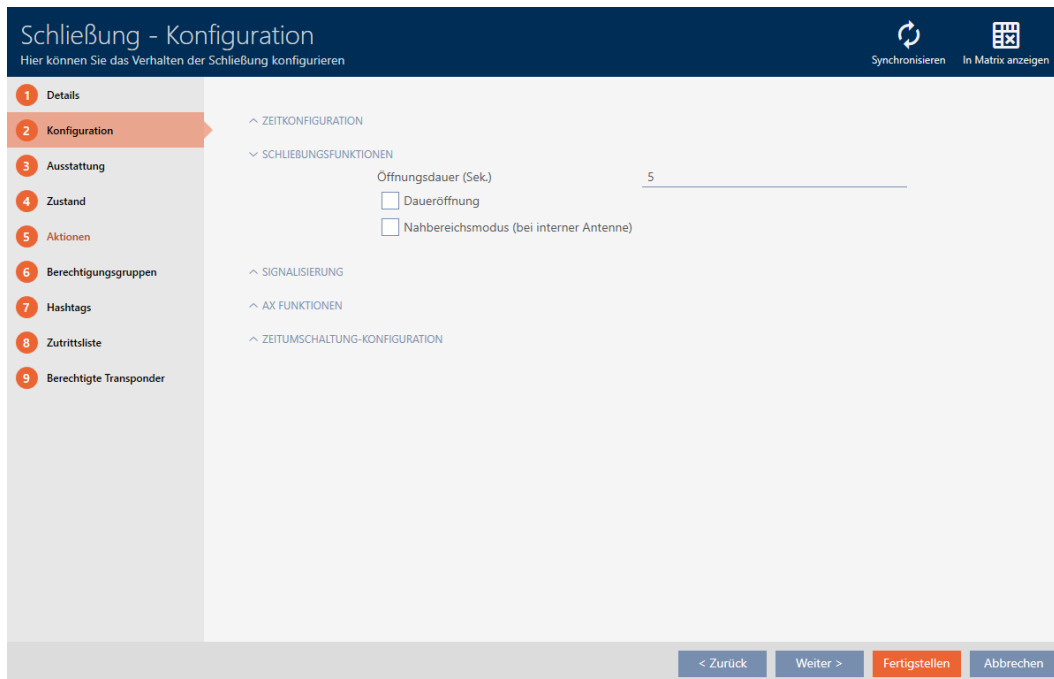 Schließung - Konfiguration
Hier können Sie das Verhalten der Schließung konfigurieren
Synchronisieren
In Matrix anzeigen
1 Details
2 Konfiguration
3 Ausstattung
4 Zustand
5 Aktionen
6 Berechtigungsgruppen
7 Hashtags
8 Zutrittsliste
9 Berechtigte Transponder
ZEITKONFIGURATION
SCHLIEßUNGSFUNKTIONEN
Öffnungsdauer (Sek.) 5
Daueröffnung
Nahbereichsmodus (bei interner Antenne)
SIGNALISIERUNG
AX FUNKTIONEN
ZEITUMSCHALTUNG-KONFIGURATION
< Zurück
Weiter >
Fertigstellen
Abbrechen